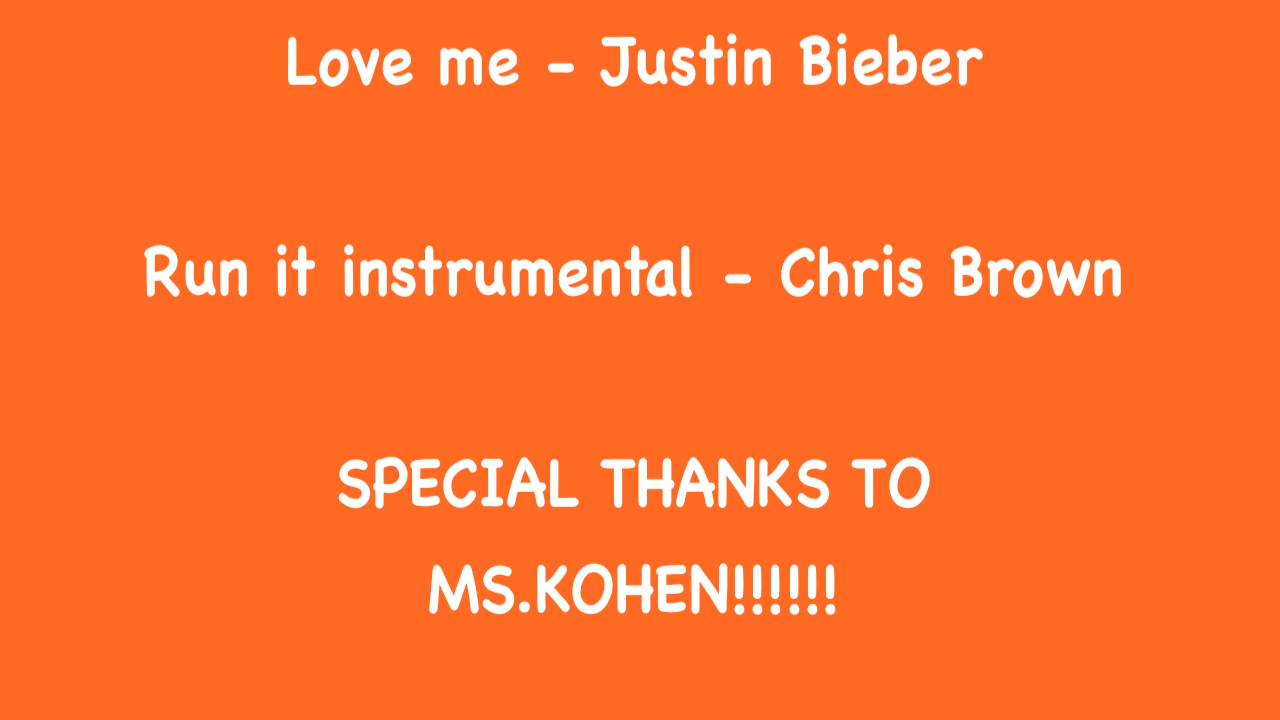 Love me - Justin Bieber
Run it instrumental - Chris Brown
SPECIAL THANKS TO
MS.KOHEN!!!!!!